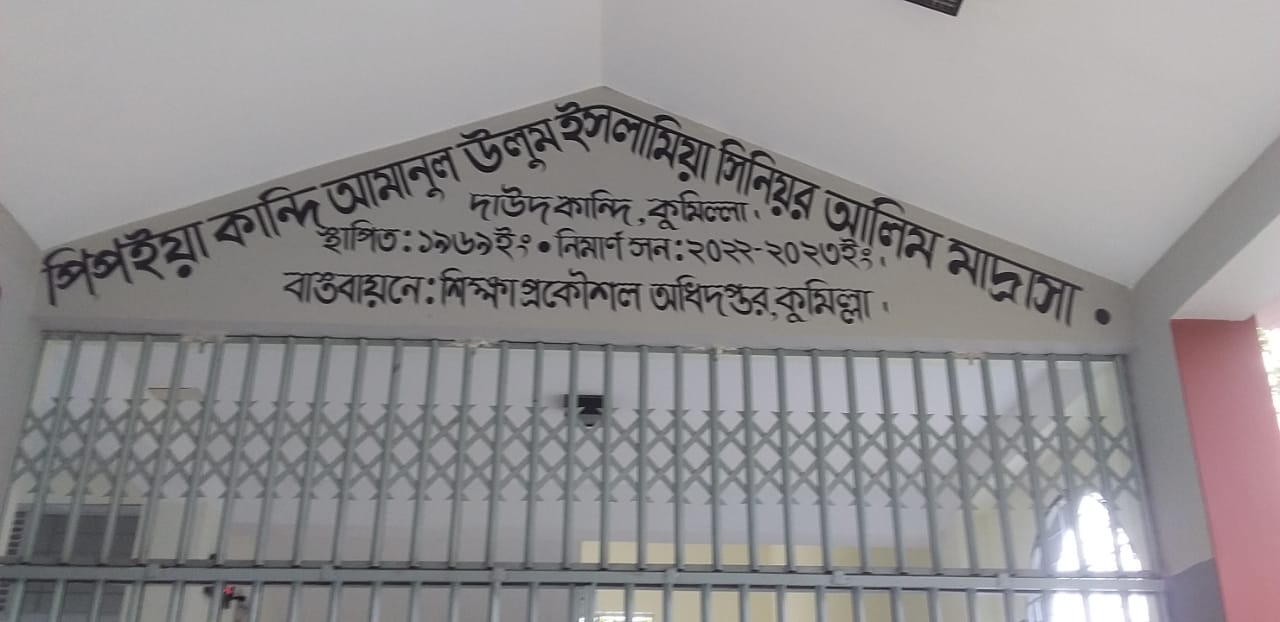 পিপইয়া কান্দি আমানুল উলুম ইসলামিয়া সিনিয়র আলিম মাদ্রাসা .
দাউদকান্দি, কুমিল্লা .
স্থাপিত : ১৯৬৯ইং • নিমার্ণ সন : ২০২২-২০২৩ইং .
বাস্তবায়নে : শিক্ষা প্রকৌশল অধিদপ্তর, কুমিল্লা .